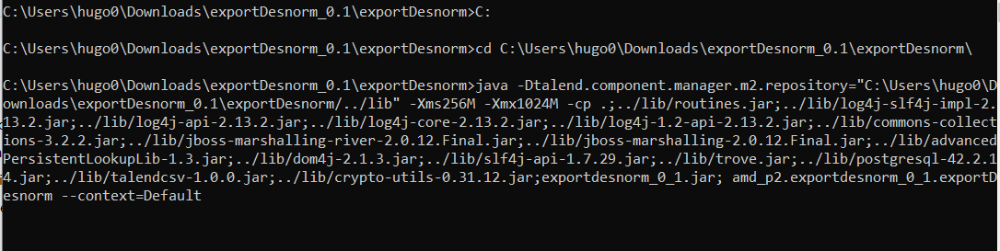 C:\Users\hugo0\Downloads\exportDesnorm_0.1\exportDesnorm>C:
C:\Users\hugo0\Downloads\exportDesnorm_0.1\exportDesnorm>cd C:\Users\hugo0\Downloads\exportDesnorm_0.1\exportDesnorm\
C:\Users\hugo0\Downloads\exportDesnorm_0.1\exportDesnorm>java -Dtalend.component.manager.m2.repository="C:\Users\hugo0\D
ownloads\exportDesnorm_0.1\exportDesnorm/../lib" -Xms256M -Xmx1024M -cp .;../lib/routines.jar;../lib/log4j-slf4j-impl-2.
13.2.jar;../lib/log4j-api-2.13.2.jar;../lib/log4j-core-2.13.2.jar;../lib/log4j-1.2-api-2.13.2.jar;../lib/commons-collect
ions-3.2.2.jar;../lib/jboss-marshalling-river-2.0.12.Final.jar;../lib/jboss-marshalling-2.0.12.Final.jar;../lib/advanced
PersistentLookupLib-1.3.jar;../lib/dom4j-2.1.3.jar;../lib/slf4j-api-1.7.29.jar;../lib/trove.jar;../lib/postgresql-42.2.1
4.jar;../lib/talendcsv-1.0.0.jar;../lib/crypto-utils-0.31.12.jar;exportdesnorm_0_1.jar; amd_p2.exportdesnorm_0_1.exportD
esnorm --context=Default